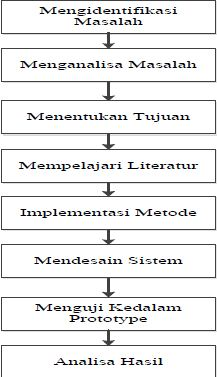 Mengidentifikasi
Masalah
Menganalisa Masalah
Menentukan Tujuan
Mempelajari Literatur
Implementasi Metode
Mendesain Sistem
Menguji Kedalam
Prototype
Analisa Hasil